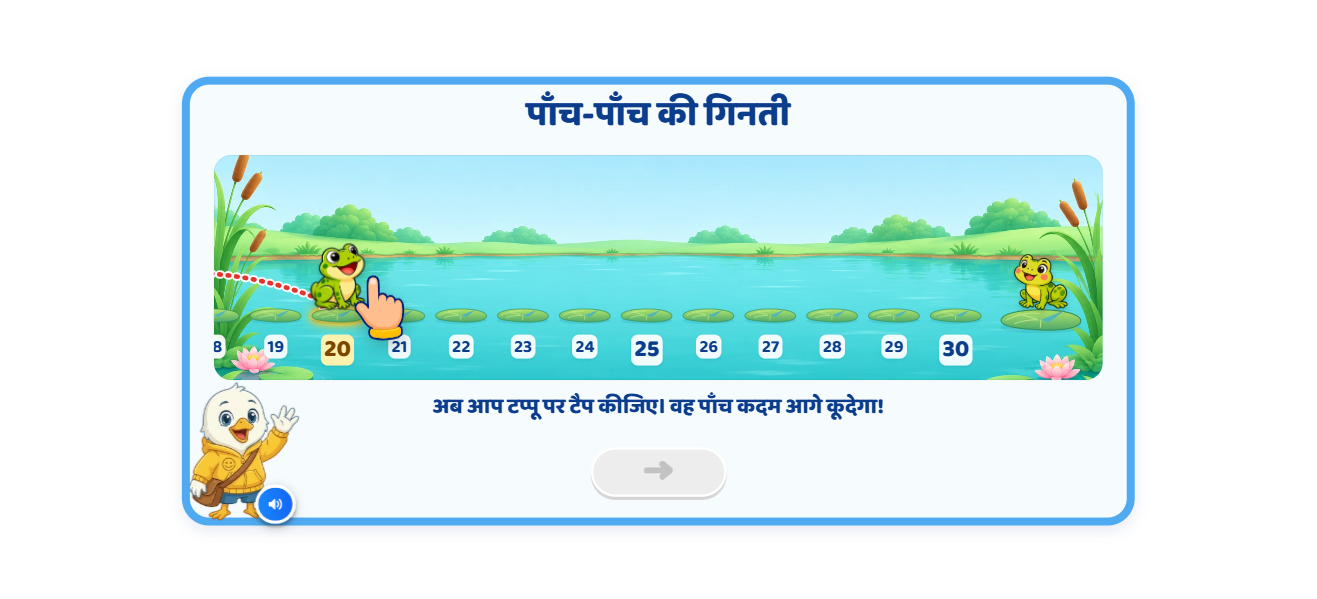 पाँच-पाँच की गिनती
8 19 20 21 22 23 24 25 26 27 28 29 30
अब आप टप्पू पर टैप कीजिए। वह पाँच कदम आगे कूदेगा!